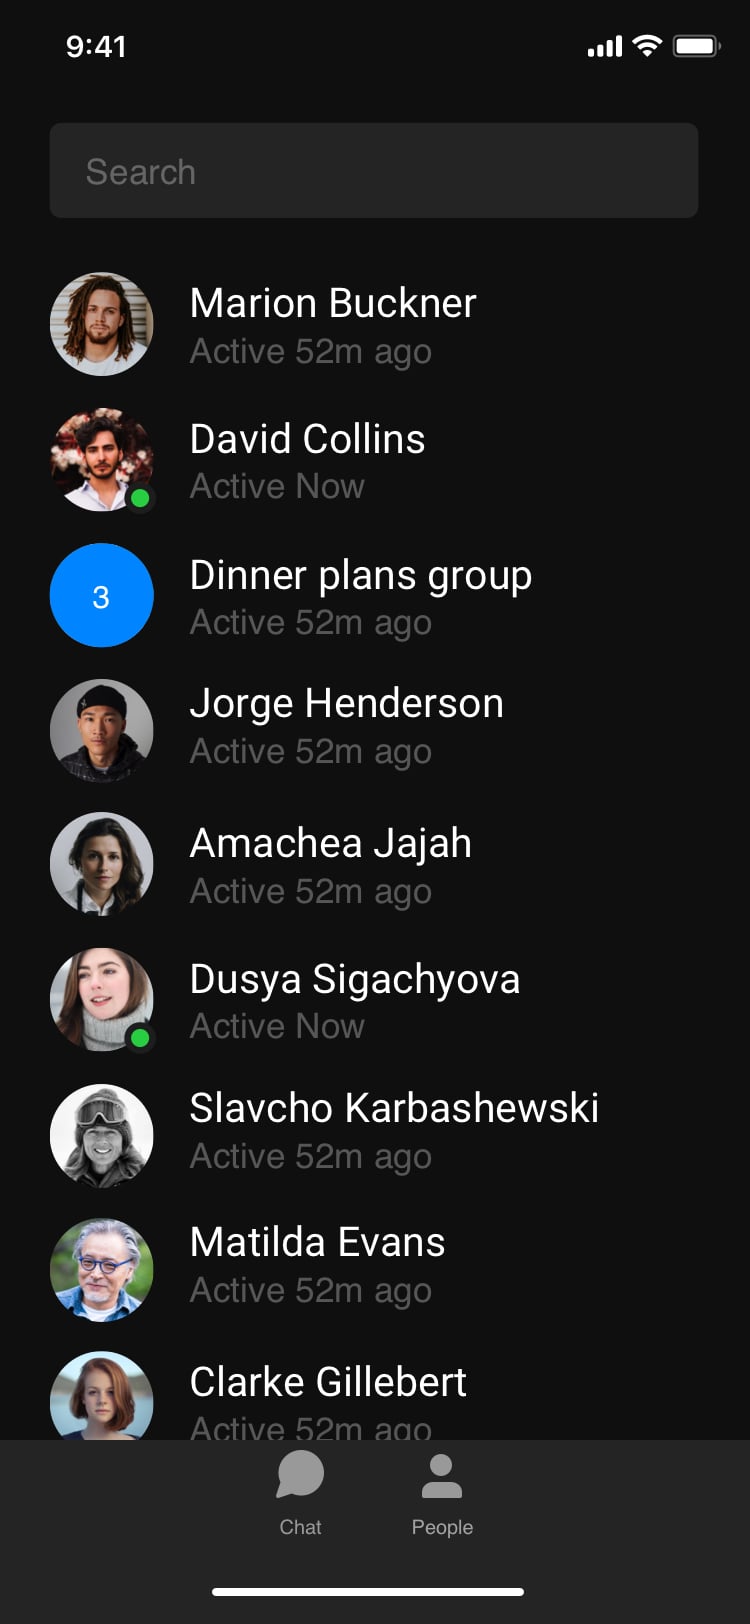 9:41
Search
Marion Buckner
Active 52m ago
David Collins
Active Now
3
Dinner plans group
Active 52m ago
Jorge Henderson
Active 52m ago
Amachea Jajah
Active 52m ago
Dusya Sigachyova
Active Now
Slavcho Karbashewski
Active 52m ago
Matilda Evans
Active 52m ago
Clarke Gillebert
Active 52m ago
Chat
People